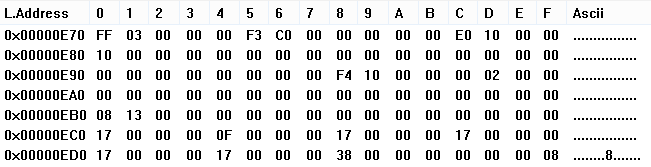 L.Address 0 1 2 3 4 5 6 7 8 9 A B C D E F Ascii
0x00000E70 FF 03 00 00 00 F3 C0 00 00 00 00 00 E0 10 00 00 ................
0x00000E80 10 00 00 00 00 00 00 00 00 00 00 00 00 00 00 00 ................
0x00000E90 00 00 00 00 00 00 00 00 F4 10 00 00 00 02 00 00 ................
0x00000EA0 00 00 00 00 00 00 00 00 00 00 00 00 00 00 00 00 ................
0x00000EB0 08 13 00 00 00 00 00 00 00 00 00 00 00 00 00 00 ................
0x00000EC0 17 00 00 00 0F 00 00 00 17 00 00 00 17 00 00 00 ................
0x00000ED0 17 00 00 00 17 00 00 00 38 00 00 00 00 00 00 08 ........8.......